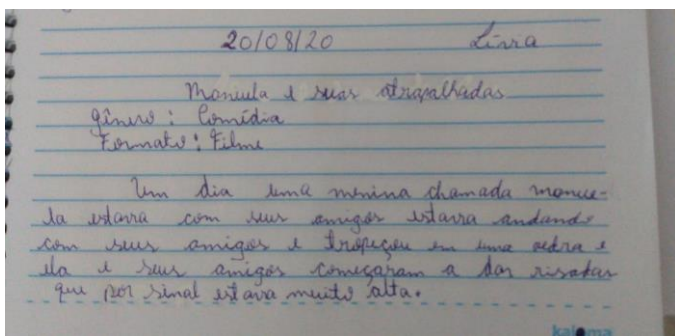 20/08/20 Lívia
Manuela e suas atrapalhadas
Gênero: Comédia
Formato: Filme
Um dia uma menina chamada Manue-
la estava com seus amigos estava andando
com seus amigos e tropeçou em uma pedra e
ela e seus amigos começaram a dar risadas
que por sinal estava muito alta.
kaloma